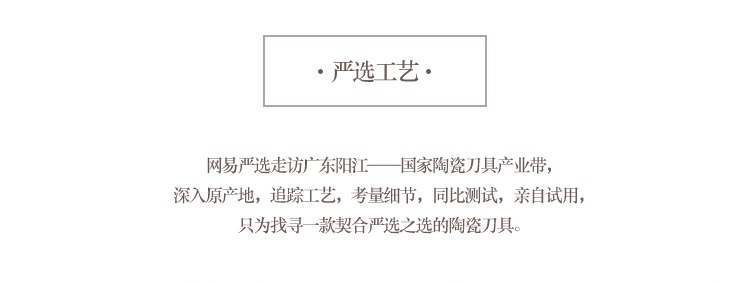 · 严选工艺 ·
网易严选走访广东阳江——国家陶瓷刀具产业带，
深入原产地，追踪工艺，考量细节，同比测试，亲自试用，
只为找寻一款契合严选之选的陶瓷刀具。